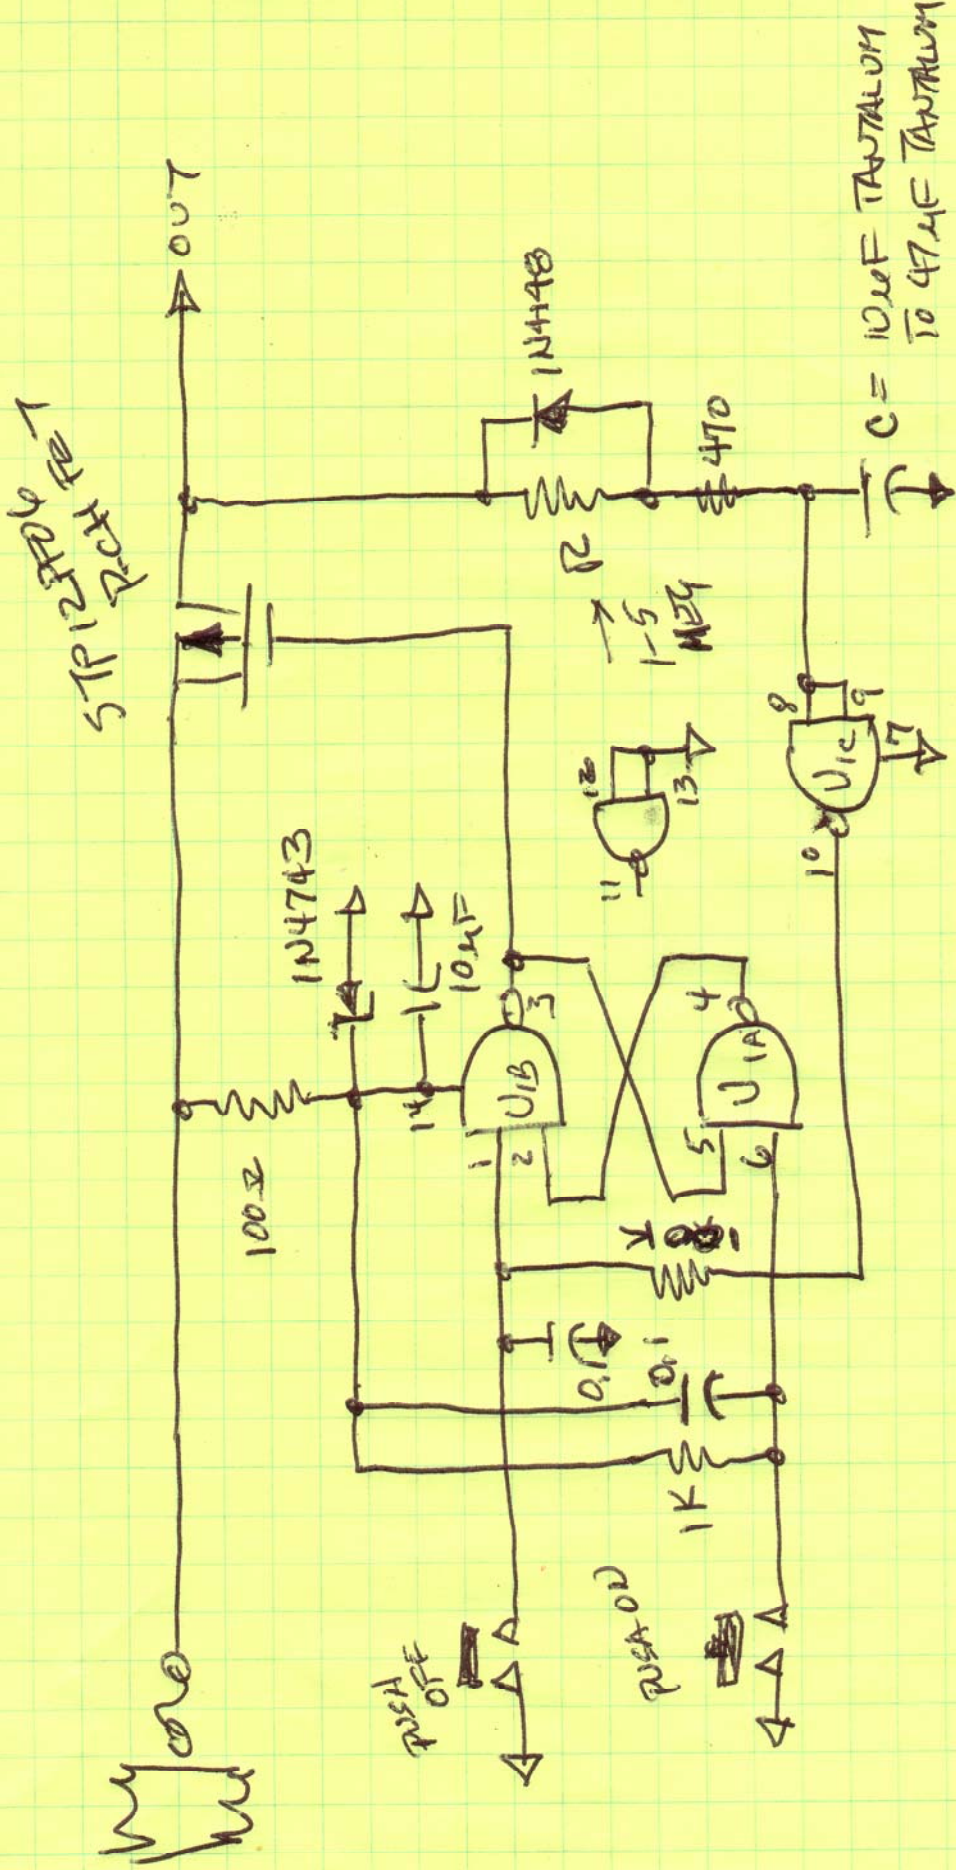 STP12PF06
P-CH FET
OUT
100Ω
1N4743
10µF
14
1
2
3
U1B
5
6
4
U1A
12
13
11
8
9
10
7
U1C
R
1-5
MEG
1N4148
470
C = 10µF TANTALUM
TO 47µF TANTALUM
K
0.1
0.1
1K
PUSH
OFF
PUSH ON